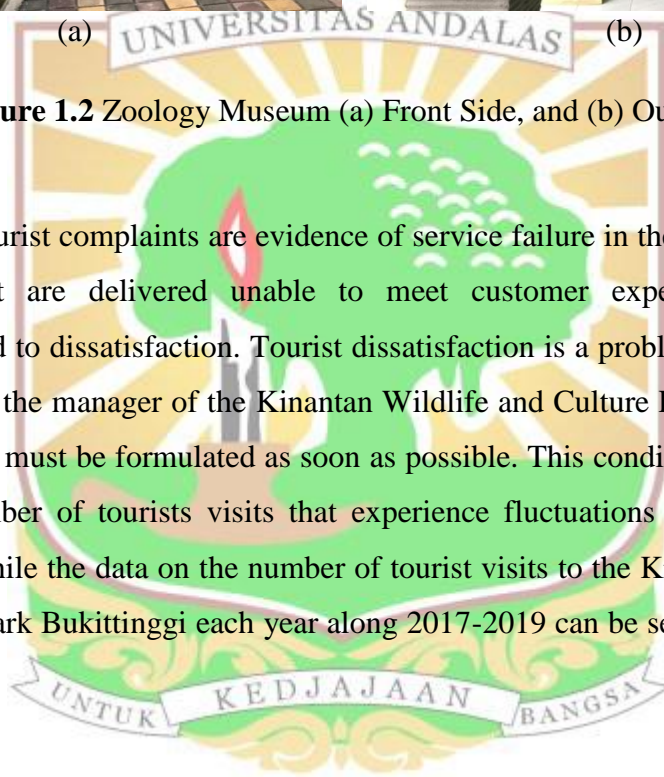 (a) (b)
UNIVERSITAS ANDALAS
ure 1.2 Zoology Museum (a) Front Side, and (b) Ou
urist complaints are evidence of service failure in the
t are delivered unable to meet customer expe
d to dissatisfaction. Tourist dissatisfaction is a probl
the manager of the Kinantan Wildlife and Culture
must be formulated as soon as possible. This condi
ber of tourists visits that experience fluctuations
ile the data on the number of tourist visits to the K
ark Bukittinggi each year along 2017-2019 can be se
UNTUK KEDJAJAAN BANGSA